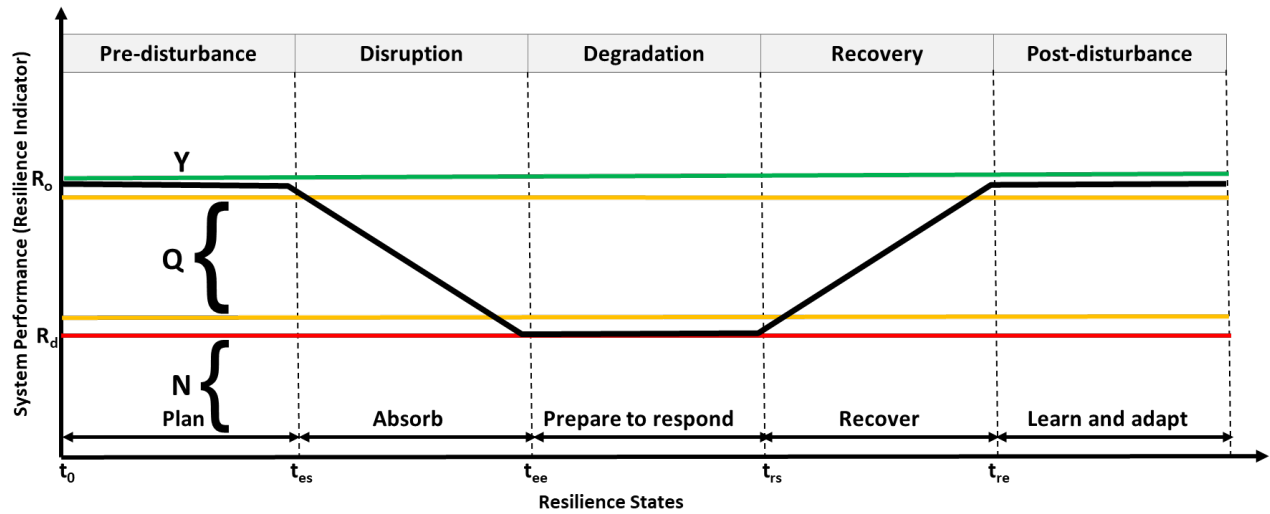 System Performance (Resilience Indicator)
Pre-disturbance
Disruption
Degradation
Recovery
Post-disturbance
Y
Ro
Q
Rd
N
Plan
Absorb
Prepare to respond
Recover
Learn and adapt
t0
tes
tee
trs
tre
Resilience States